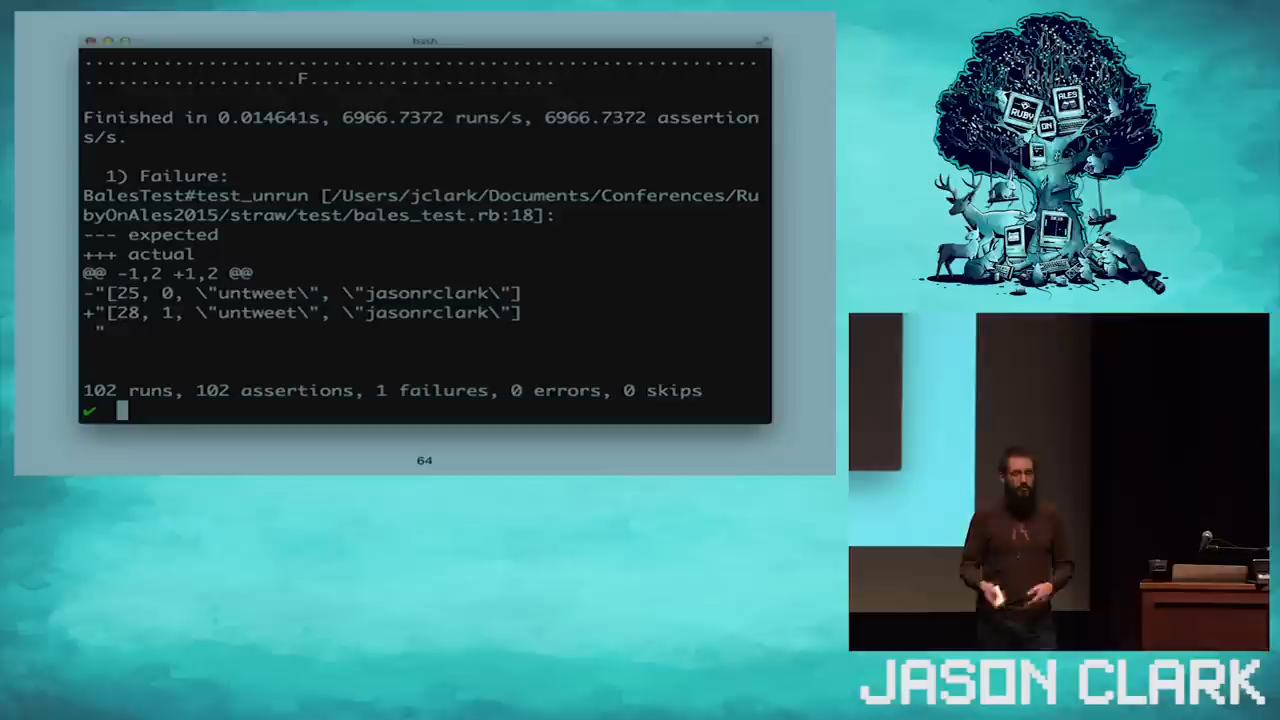 bash
.............................................................
...................F......................
Finished in 0.014641s, 6966.7372 runs/s, 6966.7372 assertion
s/s.
1) Failure:
BalesTest#test_unrun [/Users/jclark/Documents/Conferences/Ru
byOnAles2015/straw/test/bales_test.rb:18]:
--- expected
+++ actual
@@ -1,2 +1,2 @@
-"[25, 0, \"untweet\", \"jasonrclark\"]
+"[28, 1, \"untweet\", \"jasonrclark\"]
"
102 runs, 102 assertions, 1 failures, 0 errors, 0 skips
✔
64
RUBY
ON
ALES
JASON CLARK